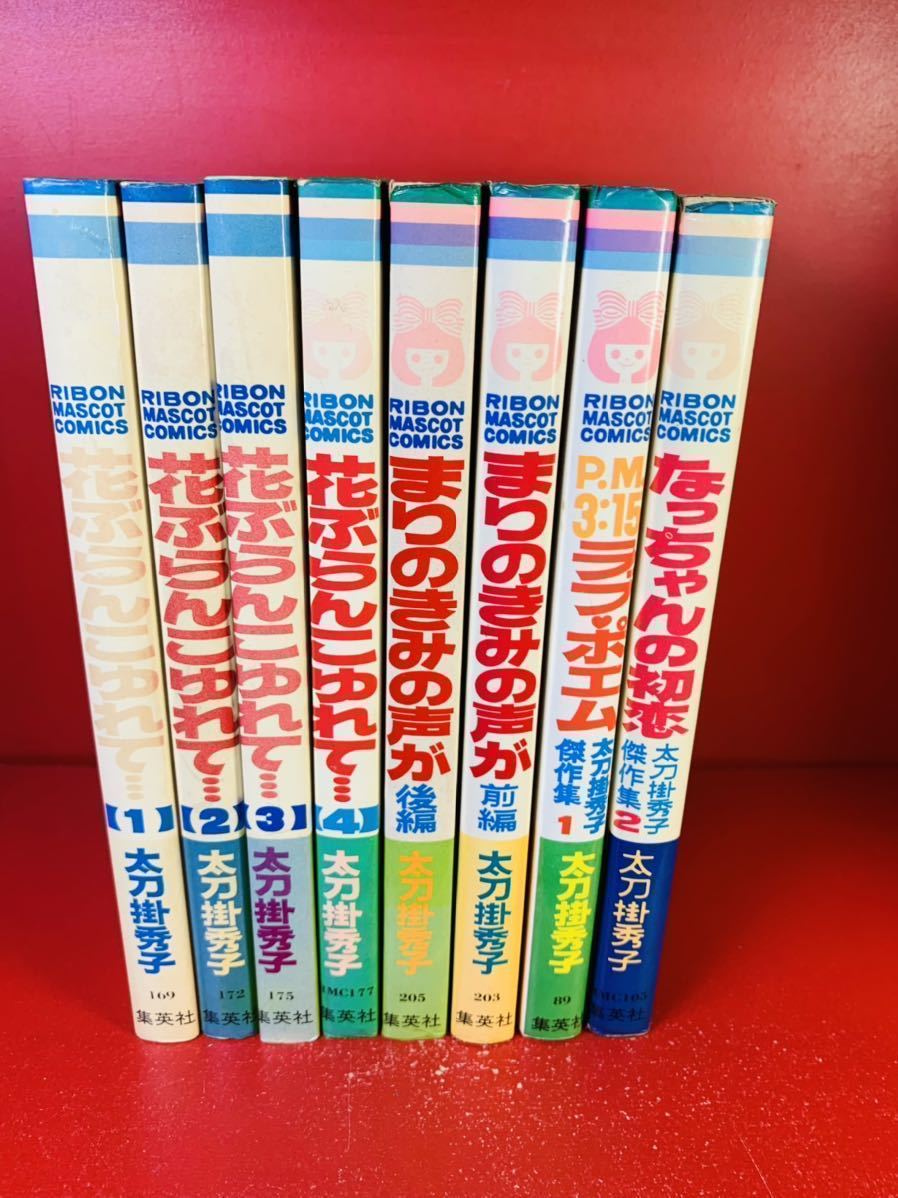 RIBON
MASCOT
COMICS
花ぶらんこゆれて…
【1】
太刀掛秀子
169
集英社
RIBON
MASCOT
COMICS
花ぶらんこゆれて…
【2】
太刀掛秀子
172
集英社
RIBON
MASCOT
COMICS
花ぶらんこゆれて…
【3】
太刀掛秀子
175
集英社
RIBON
MASCOT
COMICS
花ぶらんこゆれて…
【4】
太刀掛秀子
RMC177
集英社
RIBON
MASCOT
COMICS
まりのきみの声が
後編
太刀掛秀子
205
集英社
RIBON
MASCOT
COMICS
まりのきみの声が
前編
太刀掛秀子
203
集英社
RIBON
MASCOT
COMICS
P.M.
3:15
ラブ・ポエム
太刀掛秀子
傑作集
1
太刀掛秀子
89
集英社
RIBON
MASCOT
COMICS
なっちゃんの初恋
太刀掛秀子
傑作集
2
太刀掛秀子
RMC105
集英社